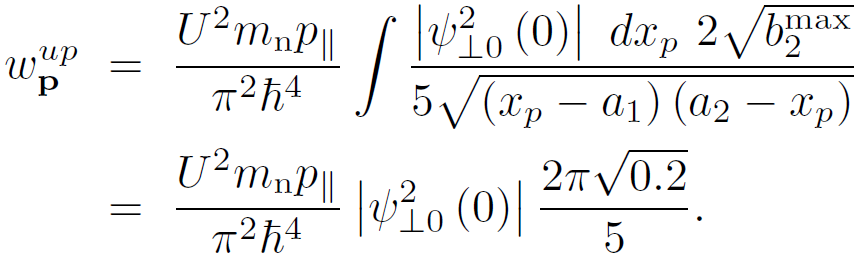 w_{\mathbf{p}}^{up} = \frac{U^2 m_{\mathrm{n}} p_{\parallel}}{\pi^2 \hbar^4} \int \frac{\left|\psi_{\perp 0}^2 (0)\right| \, dx_p \, 2\sqrt{b_2^{\max}}}{5\sqrt{(x_p - a_1)(a_2 - x_p)}}
= \frac{U^2 m_{\mathrm{n}} p_{\parallel}}{\pi^2 \hbar^4} \left|\psi_{\perp 0}^2 (0)\right| \frac{2\pi\sqrt{0.2}}{5}.